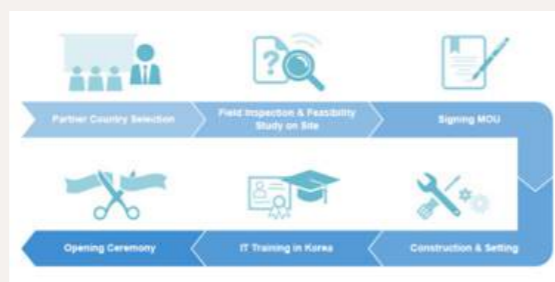 Partner Country Selection
Field Inspection & Feasibility
Study on Site
Signing MOU
Construction & Setting
IT Training in Korea
Opening Ceremony